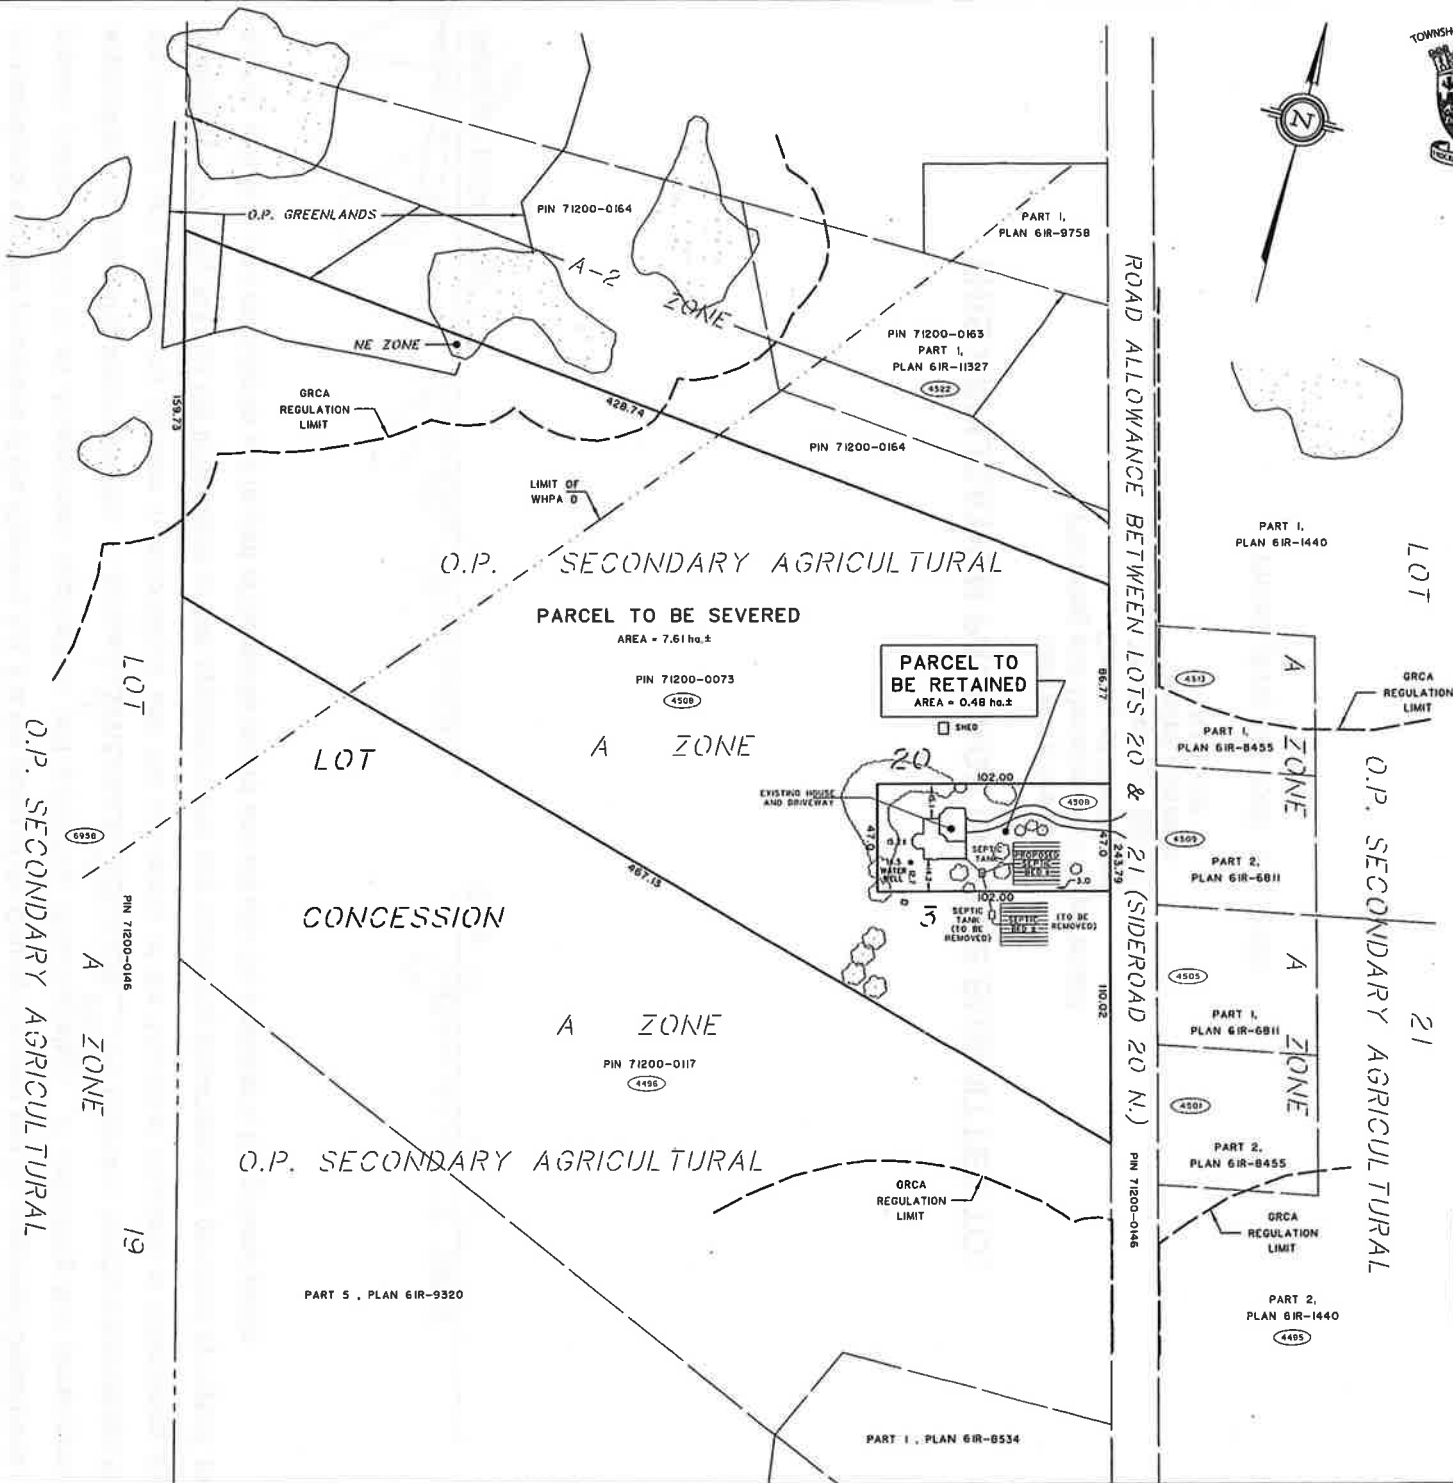 TOWNSH
N
O.P. GREENLANDS
PIN 71200-0164
A-2 ZONE
PART 1,
PLAN 61R-9758
NE ZONE
PIN 71200-0163
PART 1,
PLAN 61R-11327
4522
GRCA
REGULATION
LIMIT
159.73
428.74
PIN 71200-0164
LIMIT OF
WHPA D
PART 1,
PLAN 61R-1440
O.P. SECONDARY AGRICULTURAL
PARCEL TO BE SEVERED
AREA = 7.61 ha.±
PIN 71200-0073
4508
A ZONE
PARCEL TO
BE RETAINED
AREA = 0.48 ha.±
SHED
86.77
ROAD ALLOWANCE BETWEEN LOTS 20 & 21 (SIDEROAD 20 N.)
PIN 71200-0146
LOT
20
102.00
EXISTING HOUSE
AND DRIVEWAY
4508
47.0
47.0
243.79
SEPTIC
TANK
PROPOSED
SEPTIC
BED
WATER
WELL
3.0
102.00
3
SEPTIC
TANK
(TO BE
REMOVED)
SEPTIC
BED
(TO BE
REMOVED)
110.02
467.13
CONCESSION
A ZONE
PIN 71200-0117
4496
O.P. SECONDARY AGRICULTURAL
GRCA
REGULATION
LIMIT
PART 5 , PLAN 61R-9320
PART 1 , PLAN 61R-8534
LOT
19
6958
PIN 71200-0146
A ZONE
O.P. SECONDARY AGRICULTURAL
4513
PART 1,
PLAN 61R-8455
A ZONE
GRCA
REGULATION
LIMIT
4509
PART 2,
PLAN 61R-6811
4505
PART 1,
PLAN 61R-6811
A ZONE
4501
PART 2,
PLAN 61R-8455
GRCA
REGULATION
LIMIT
PART 2,
PLAN 61R-1440
4495
O.P. SECONDARY AGRICULTURAL
LOT
21